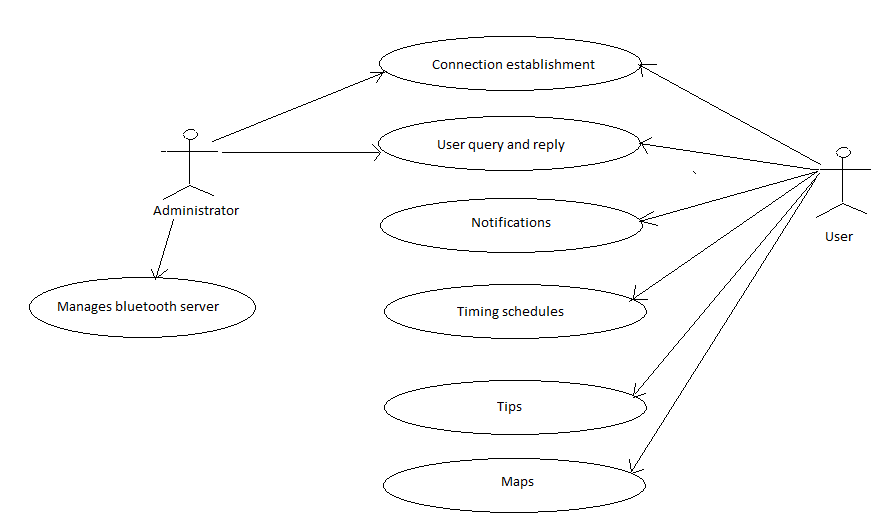 Connection establishment
User query and reply
Administrator
Notifications
User
Manages bluetooth server
Timing schedules
Tips
Maps